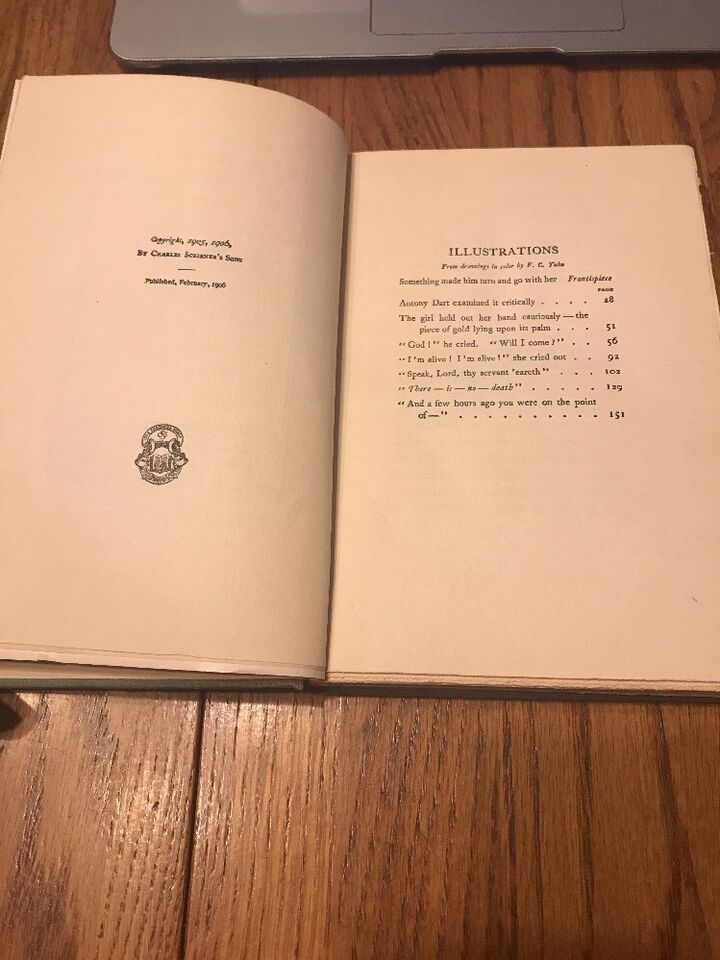 Copyright, 1905, 1906,
BY CHARLES SCRIBNER'S SONS
Published, February, 1906
ILLUSTRATIONS
From drawings in color by F. C. Yohn
Something made him turn and go with her Frontispiece
PAGE
Antony Dart examined it critically . . . . 28
The girl held out her hand cautiously—the
piece of gold lying upon its palm . . . 51
"God!" he cried. "Will I come?" . . 56
"I'm alive! I'm alive!" she cried out . . 92
"Speak, Lord, thy servant 'eareth" . . . 102
"There—is—no—death" . . . . . 129
"And a few hours ago you were on the point
of—" . . . . . . . . . . 151